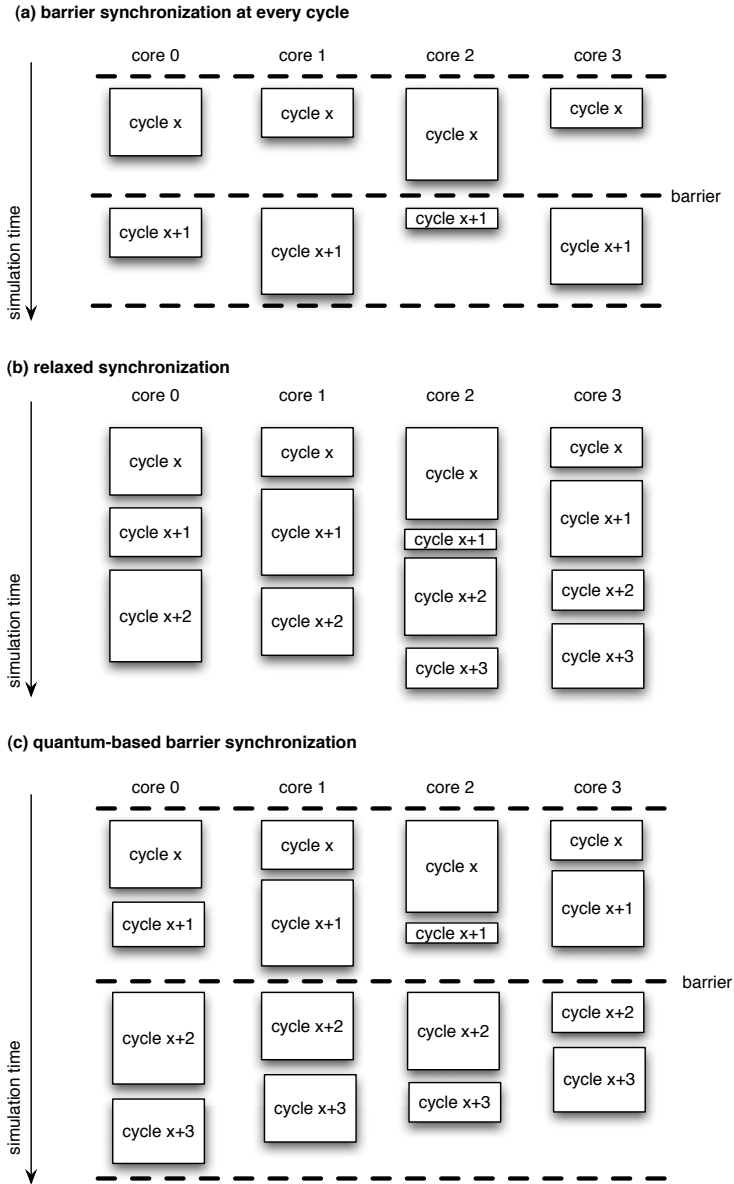 (a) barrier synchronization at every cycle
core 0 core 1 core 2 core 3
cycle x cycle x cycle x cycle x
barrier
cycle x+1 cycle x+1 cycle x+1 cycle x+1
simulation time
(b) relaxed synchronization
core 0 core 1 core 2 core 3
cycle x cycle x cycle x cycle x
cycle x+1 cycle x+1 cycle x+1 cycle x+1
cycle x+2 cycle x+2 cycle x+2 cycle x+2
cycle x+3 cycle x+3
simulation time
(c) quantum-based barrier synchronization
core 0 core 1 core 2 core 3
cycle x cycle x cycle x cycle x
cycle x+1 cycle x+1 cycle x+1 cycle x+1
barrier
cycle x+2 cycle x+2 cycle x+2 cycle x+2
cycle x+3 cycle x+3 cycle x+3 cycle x+3
simulation time